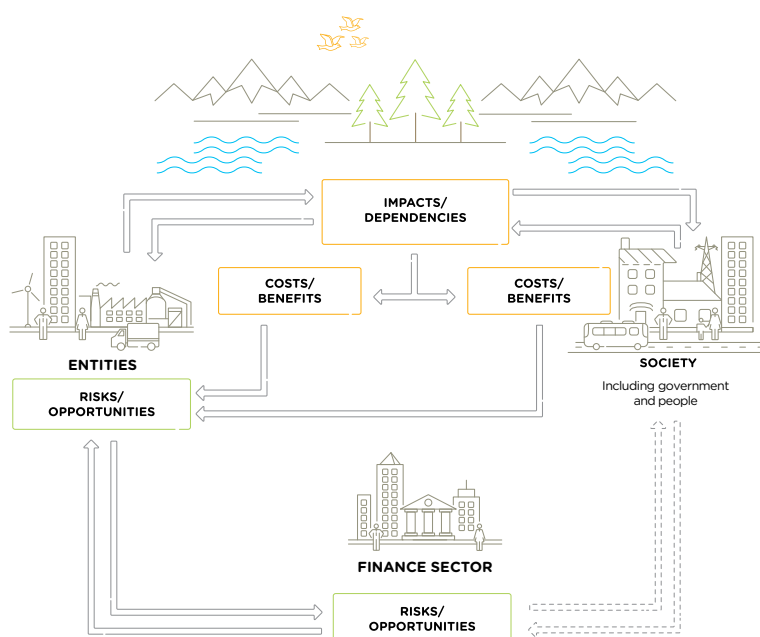 IMPACTS/
DEPENDENCIES
COSTS/
BENEFITS
COSTS/
BENEFITS
ENTITIES
SOCIETY
Including government
and people
RISKS/
OPPORTUNITIES
FINANCE SECTOR
RISKS/
OPPORTUNITIES